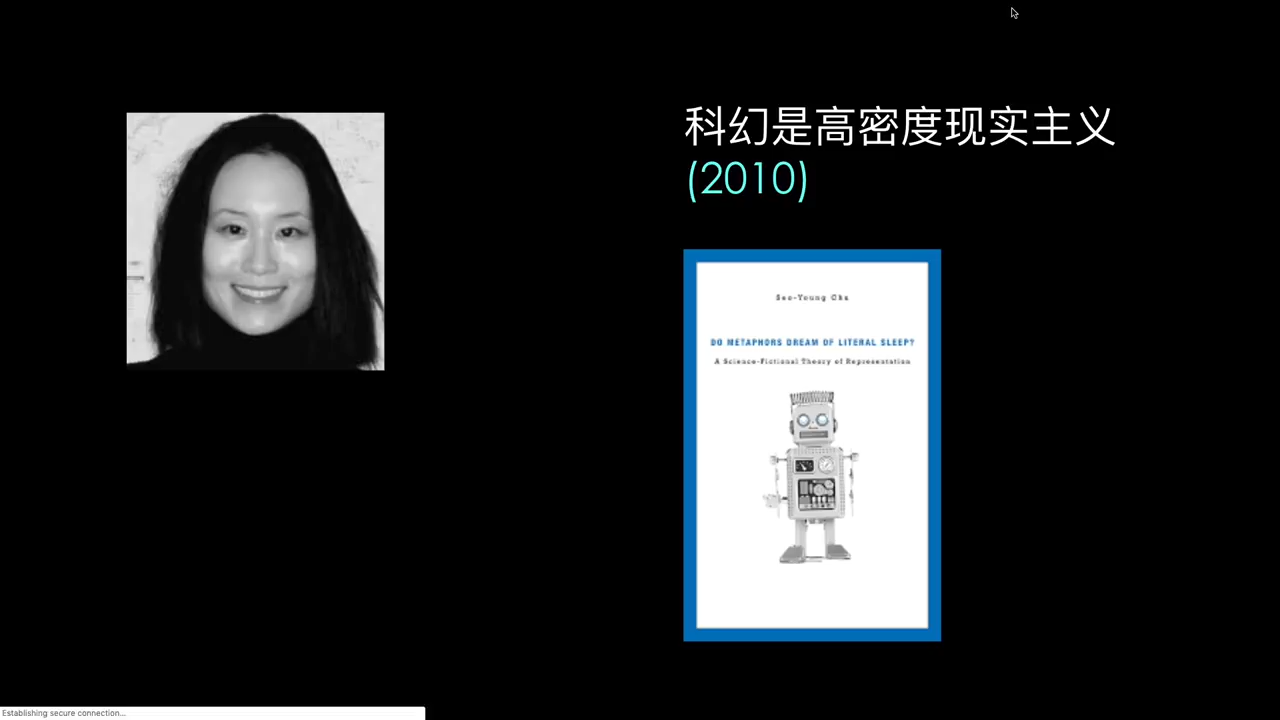 科幻是高密度现实主义
(2010)
Seo-Young Chu
DO METAPHORS DREAM OF LITERAL SLEEP?
A Science-Fictional Theory of Representation
Establishing secure connection...